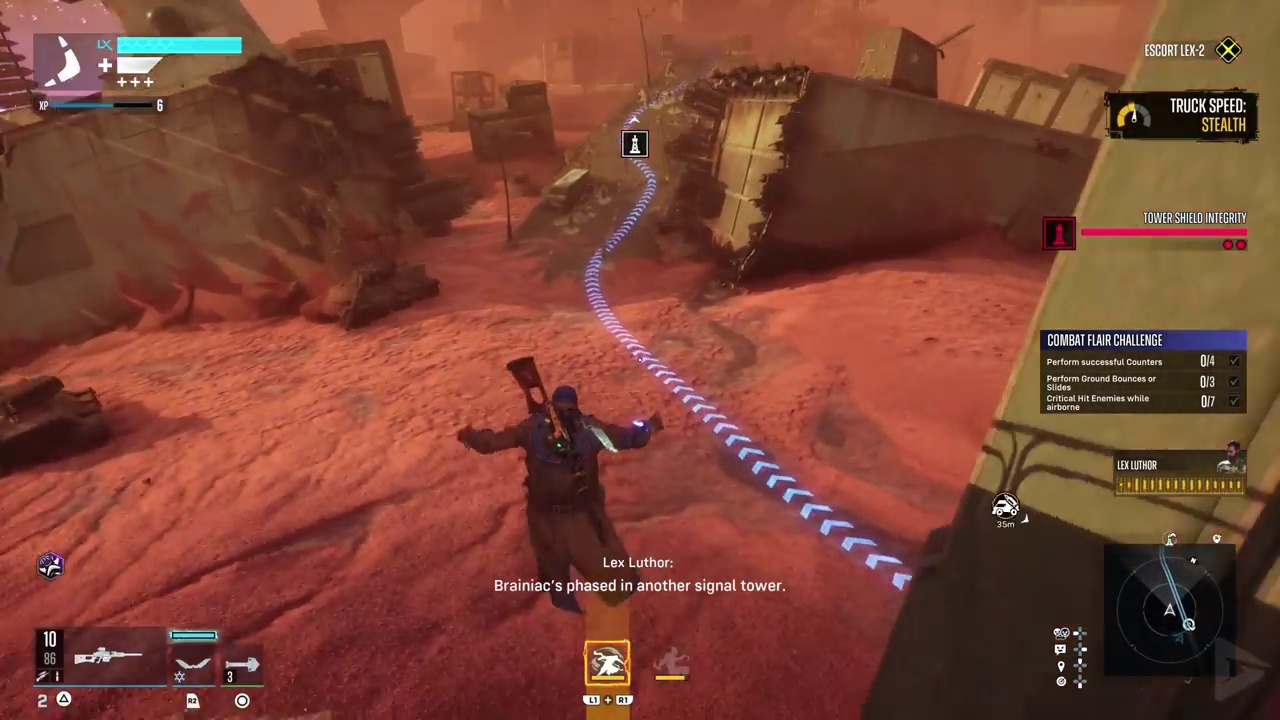 LX
+++
XP
6
ESCORT LEX-2
TRUCK SPEED:
STEALTH
TOWER SHIELD INTEGRITY
COMBAT FLAIR CHALLENGE
Perform successful Counters 0/4
Perform Ground Bounces or
Slides 0/3
Critical Hit Enemies while
airborne 0/7
LEX LUTHOR
35m
Lex Luthor:
Brainiac's phased in another signal tower.
10
86
3
2
R2
L1 + R1